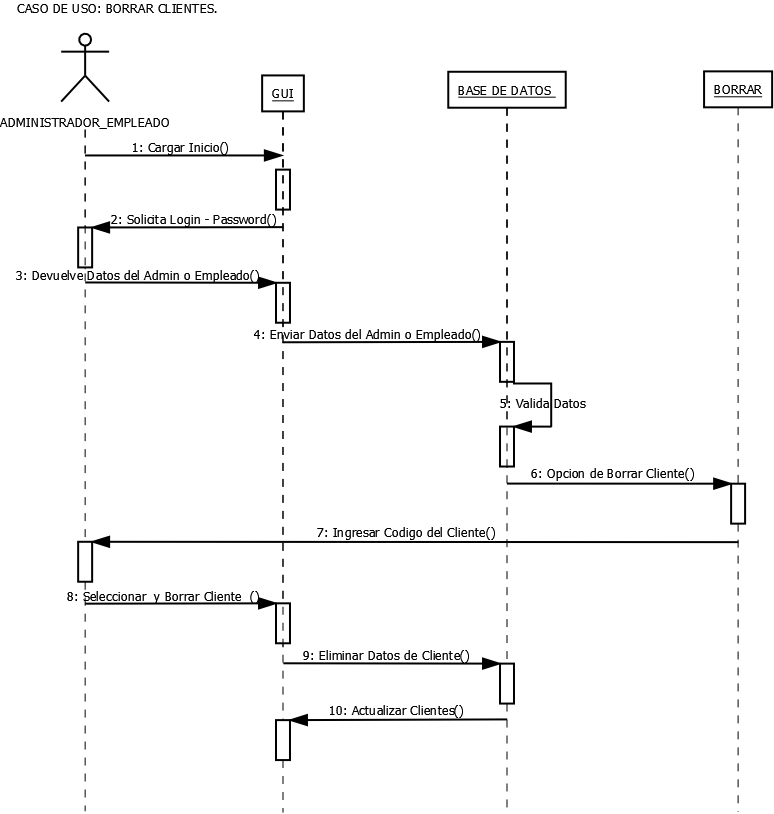 CASO DE USO: BORRAR CLIENTES.
GUI
BASE DE DATOS
BORRAR
ADMINISTRADOR_EMPLEADO
1: Cargar Inicio()
2: Solicita Login - Password()
3: Devuelve Datos del Admin o Empleado()
4: Enviar Datos del Admin o Empleado()
5: Valida Datos
6: Opcion de Borrar Cliente()
7: Ingresar Codigo del Cliente()
8: Seleccionar y Borrar Cliente ()
9: Eliminar Datos de Cliente()
10: Actualizar Clientes()